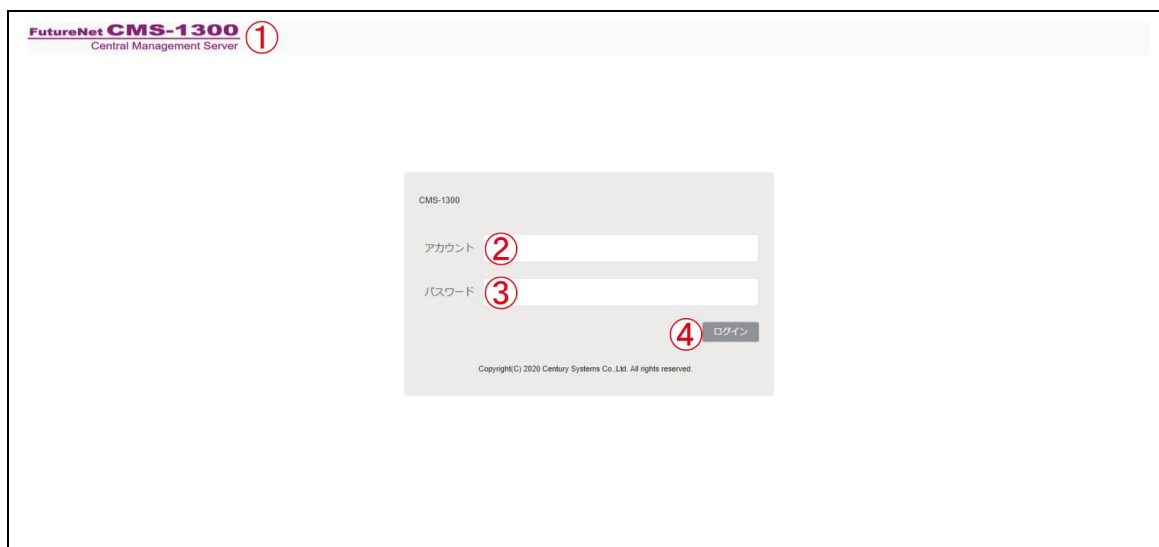 FutureNet CMS-1300 ①
Central Management Server
CMS-1300
アカウント ②
パスワード ③
④ ログイン
Copyright(C) 2020 Century Systems Co.,Ltd. All rights reserved.